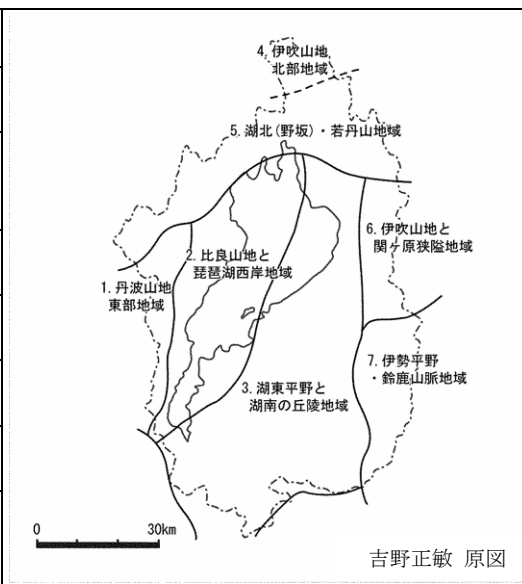 4. 伊吹山地
北部地域
5. 湖北(野坂)・若丹山地域
6. 伊吹山地と
関ヶ原狭隘地域
2. 比良山地と
琵琶湖西岸地域
1. 丹波山地
東部地域
7. 伊勢平野
・鈴鹿山脈地域
3. 湖東平野と
湖南の丘陵地域
0 30km
吉野正敏 原図